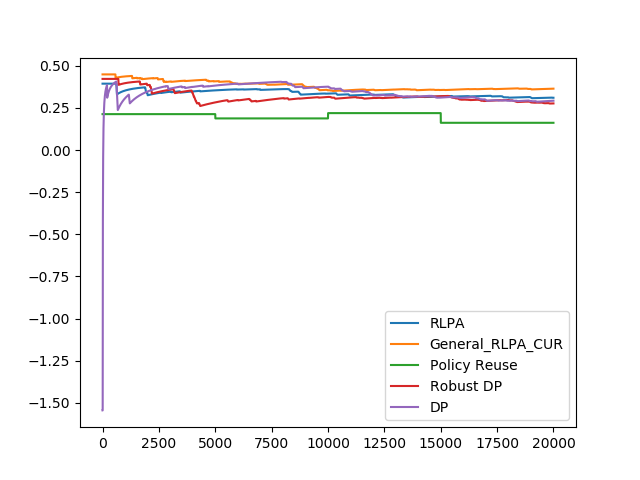 0.50
0.25
0.00
−0.25
−0.50
−0.75
−1.00
−1.25
−1.50
0 2500 5000 7500 10000 12500 15000 17500 20000
RLPA
General_RLPA_CUR
Policy Reuse
Robust DP
DP